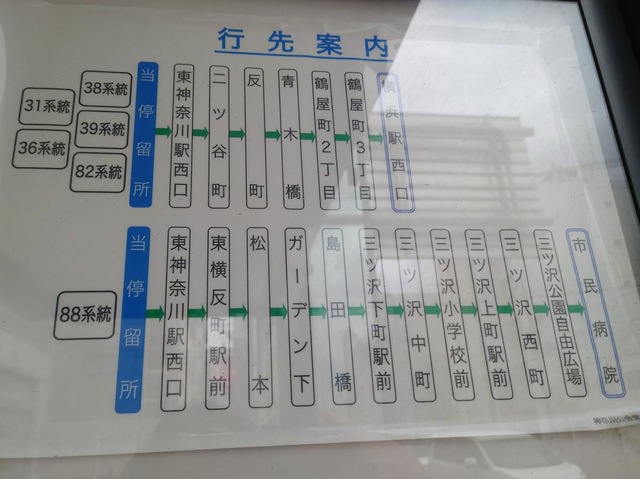 行先案内
38系統
31系統
39系統
36系統
82系統
当停留所
東神奈川駅西口
二ツ谷町
反町
青木橋
鶴屋町2丁目
鶴屋町3丁目
横浜駅西口
88系統
当停留所
東神奈川駅西口
東横反町駅前
松本
ガーデン下
島田橋
三ツ沢下町駅前
三ツ沢中町
三ツ沢小学校前
三ツ沢上町駅前
三ツ沢西町
三ツ沢公園自由広場
市民病院